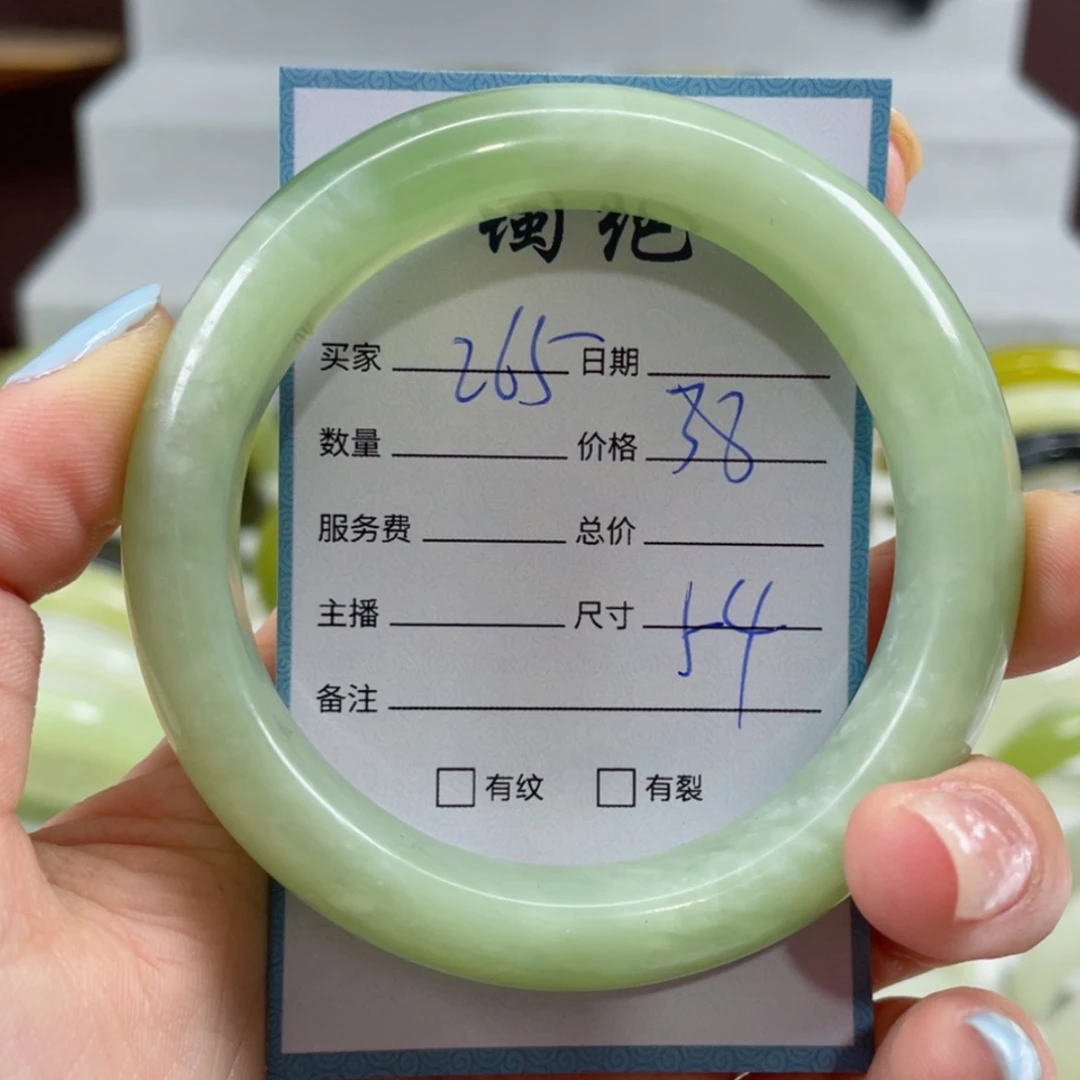 买家 265 日期
数量 价格 38
服务费 总价
主播 尺寸 54
备注
有纹 有裂